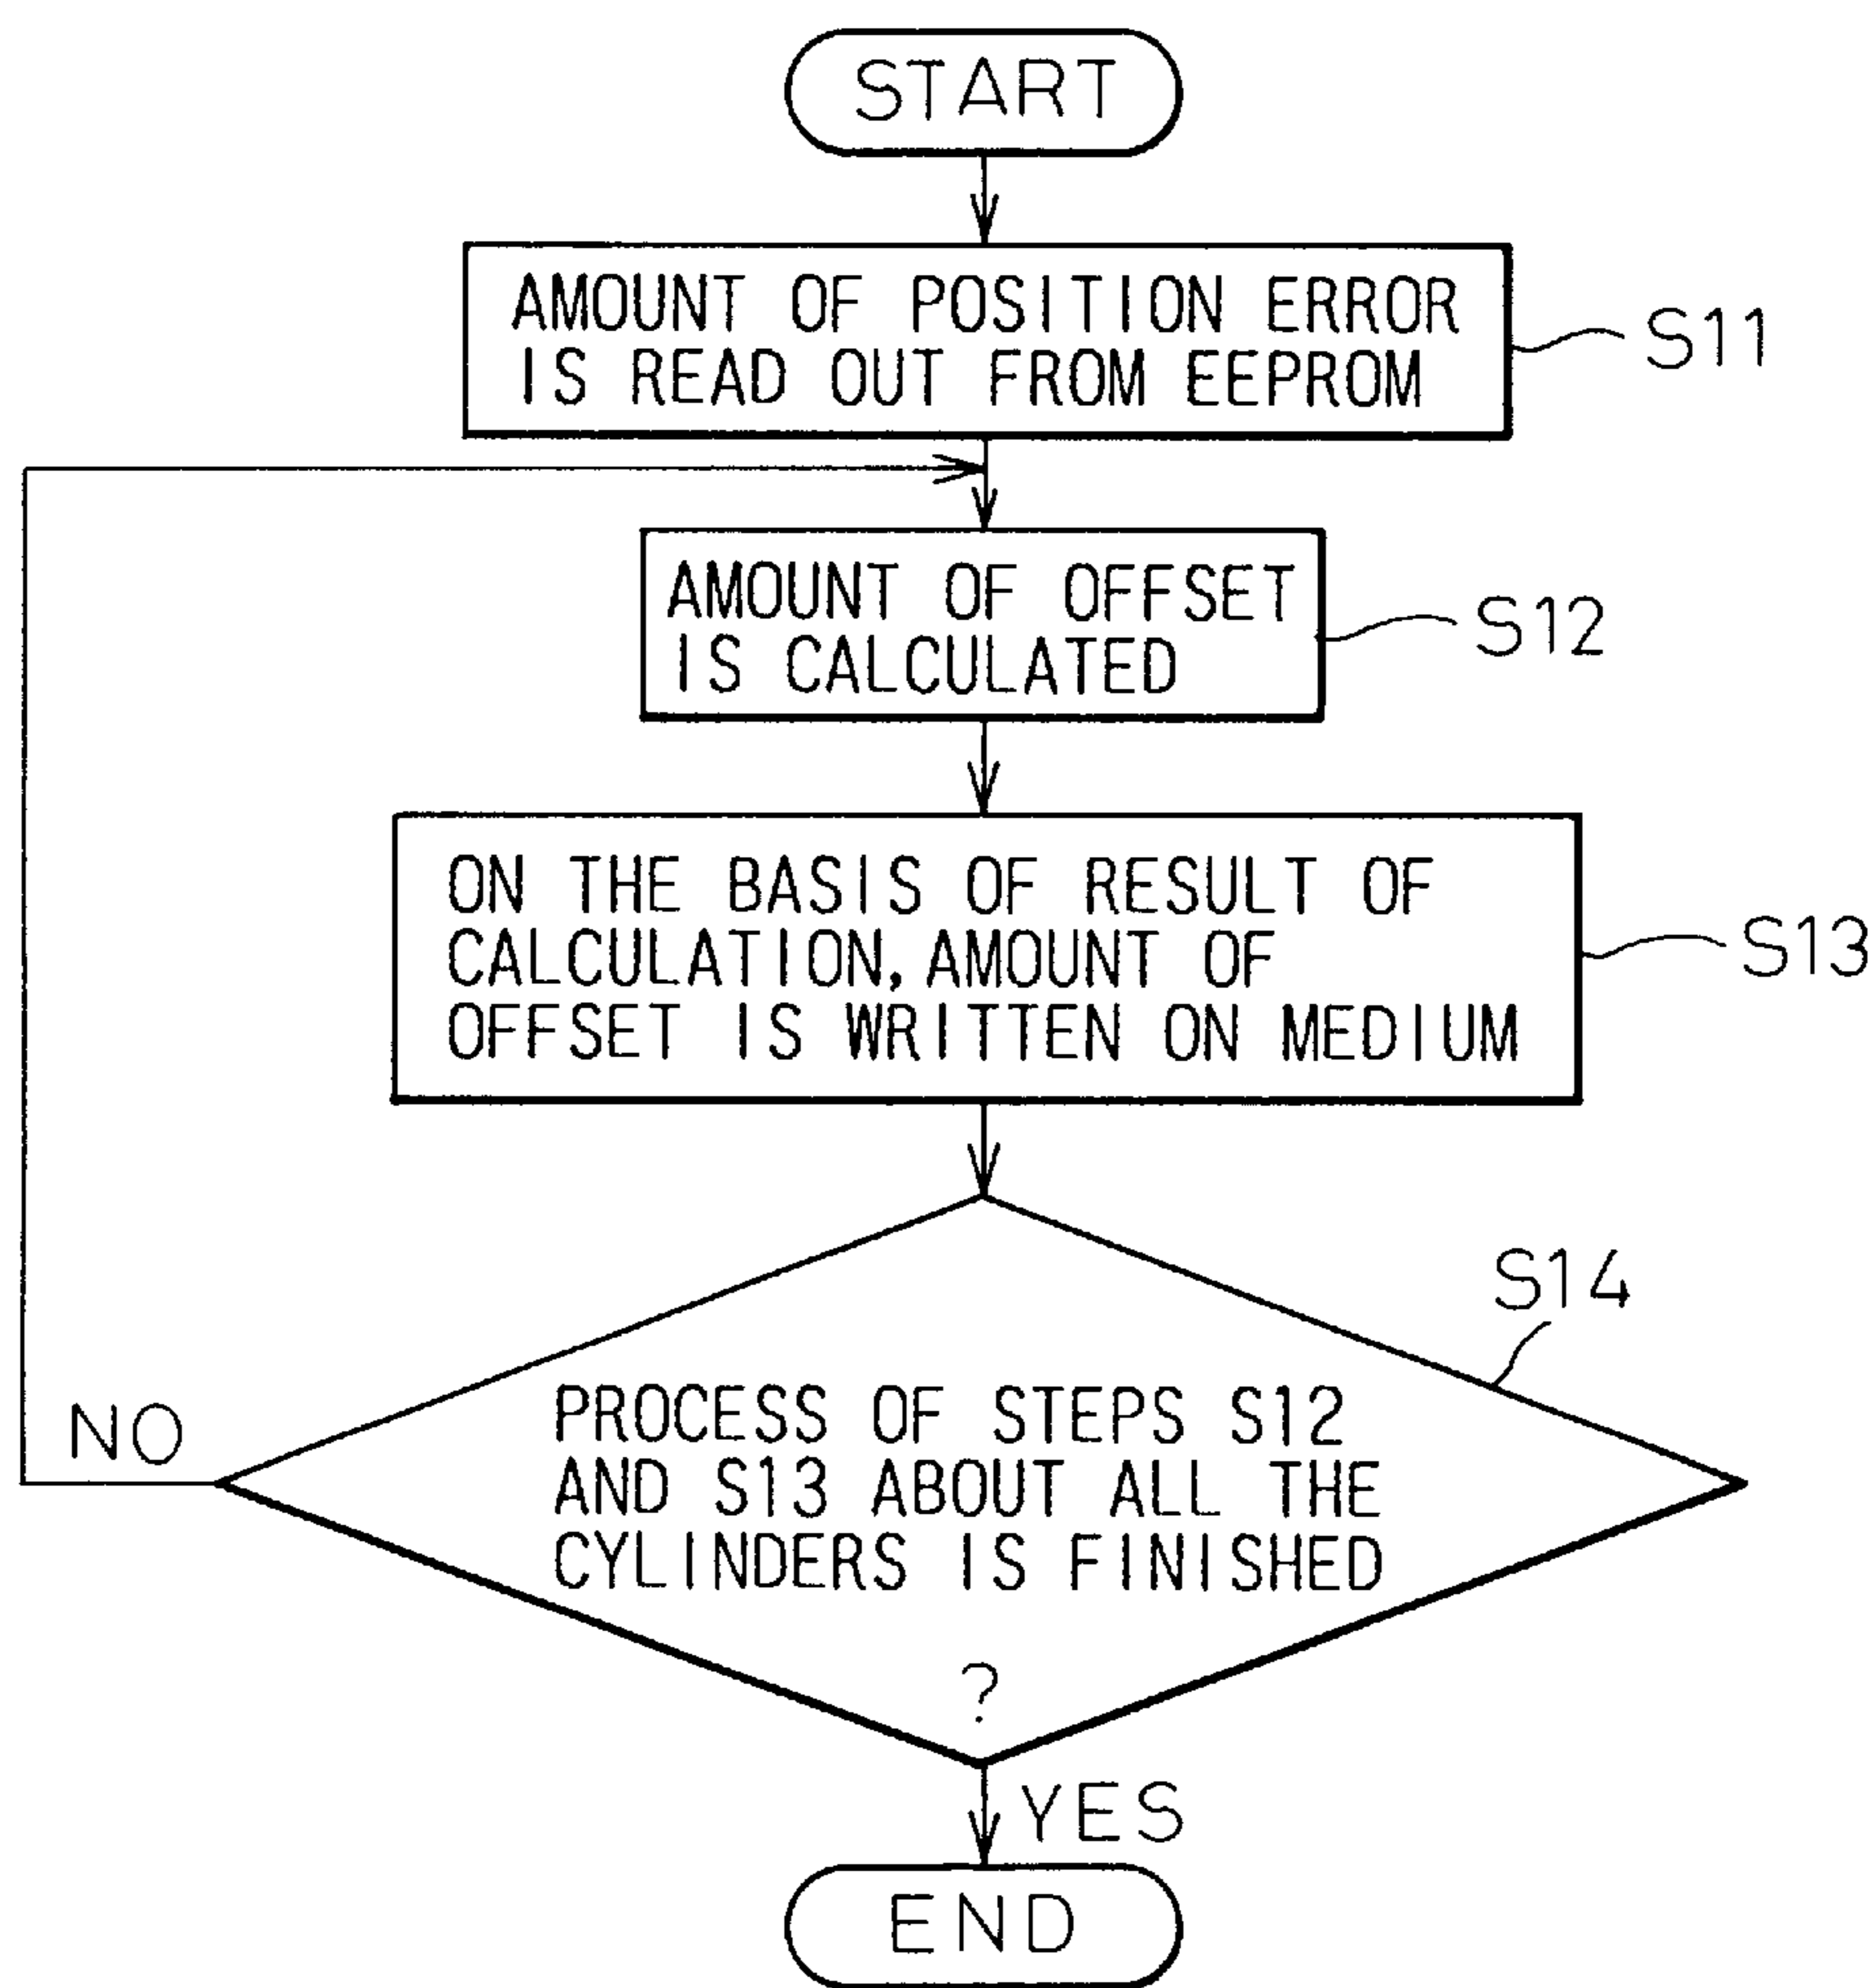 START
AMOUNT OF POSITION ERROR
IS READ OUT FROM EEPROM
S11
AMOUNT OF OFFSET
IS CALCULATED
S12
ON THE BASIS OF RESULT OF
CALCULATION, AMOUNT OF
OFFSET IS WRITTEN ON MEDIUM
S13
S14
PROCESS OF STEPS S12
AND S13 ABOUT ALL THE
CYLINDERS IS FINISHED
?
NO
YES
END